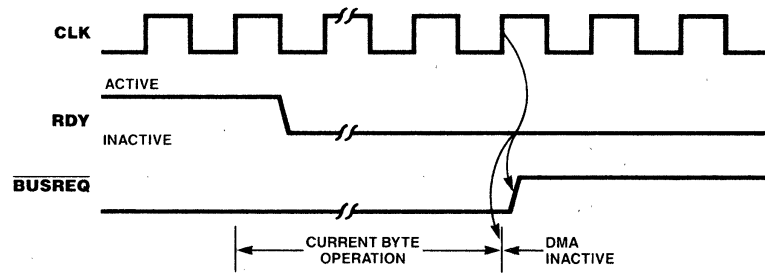 CLK
ACTIVE
RDY
INACTIVE
BUSREQ
CURRENT BYTE
OPERATION
DMA
INACTIVE